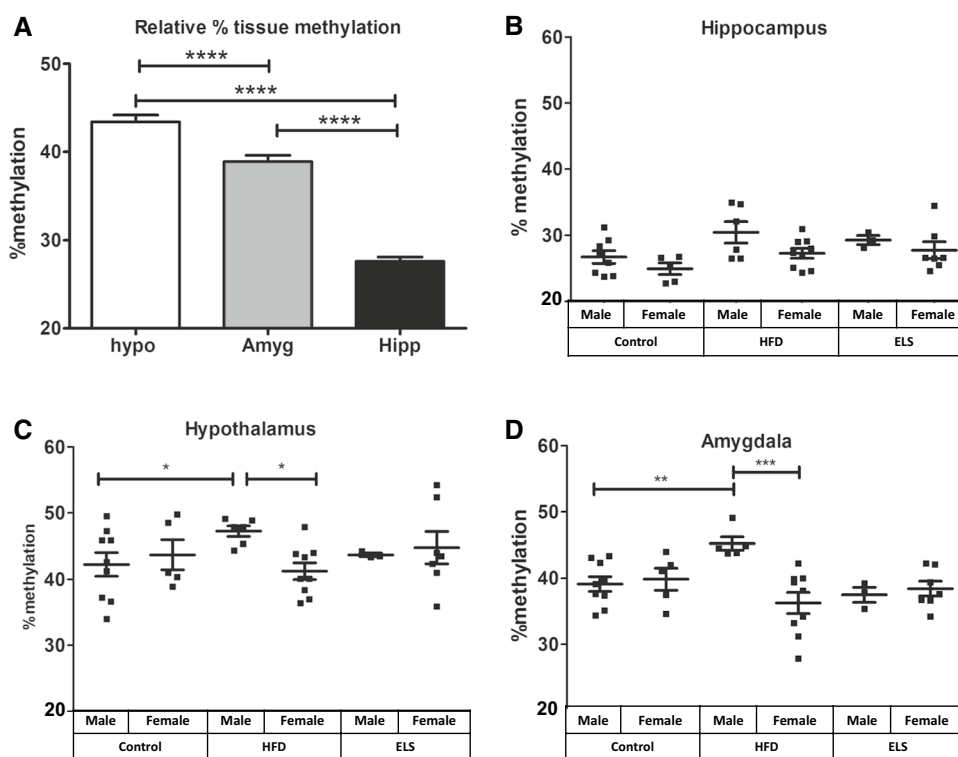 A
Relative % tissue methylation
****
****
****
%methylation
50
40
30
20
hypo Amyg Hipp
B
Hippocampus
% methylation
60
50
40
30
20
Male Female Male Female Male Female
Control HFD ELS
C
Hypothalamus
* *
%methylation
60
50
40
30
20
Male Female Male Female Male Female
Control HFD ELS
D
Amygdala
** ***
%methylation
60
50
40
30
20
Male Female Male Female Male Female
Control HFD ELS